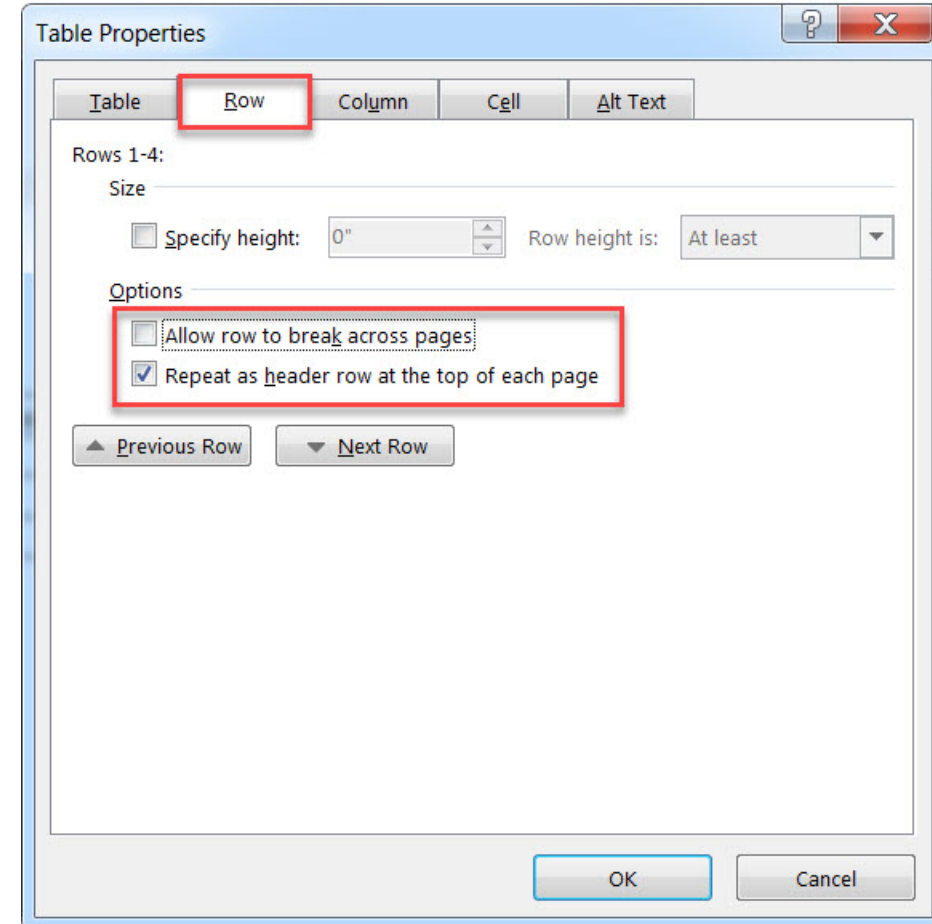 Table Properties
Table Row Column Cell Alt Text
Rows 1-4:
Size
Specify height: 0" Row height is: At least
Options
Allow row to break across pages
Repeat as header row at the top of each page
Previous Row Next Row
OK Cancel